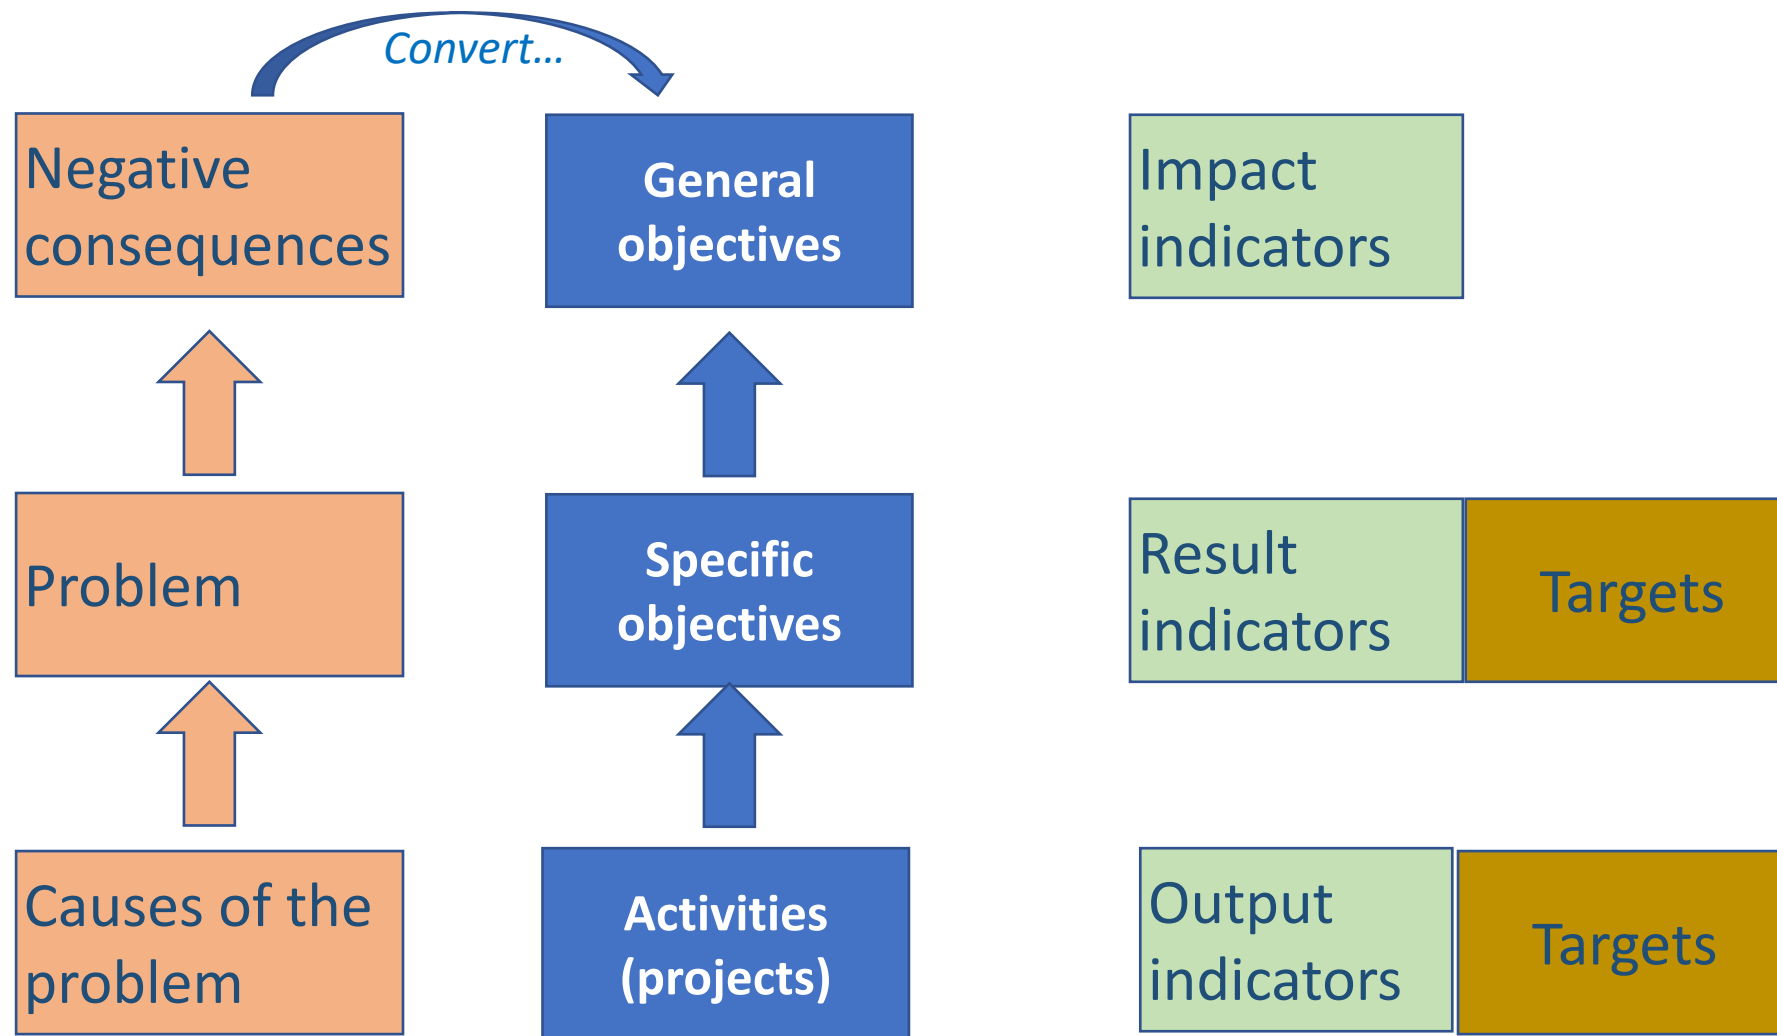 Convert…
Negative
consequences
General
objectives
Impact
indicators
Problem
Specific
objectives
Result
indicators
Targets
Causes of the
problem
Activities
(projects)
Output
indicators
Targets